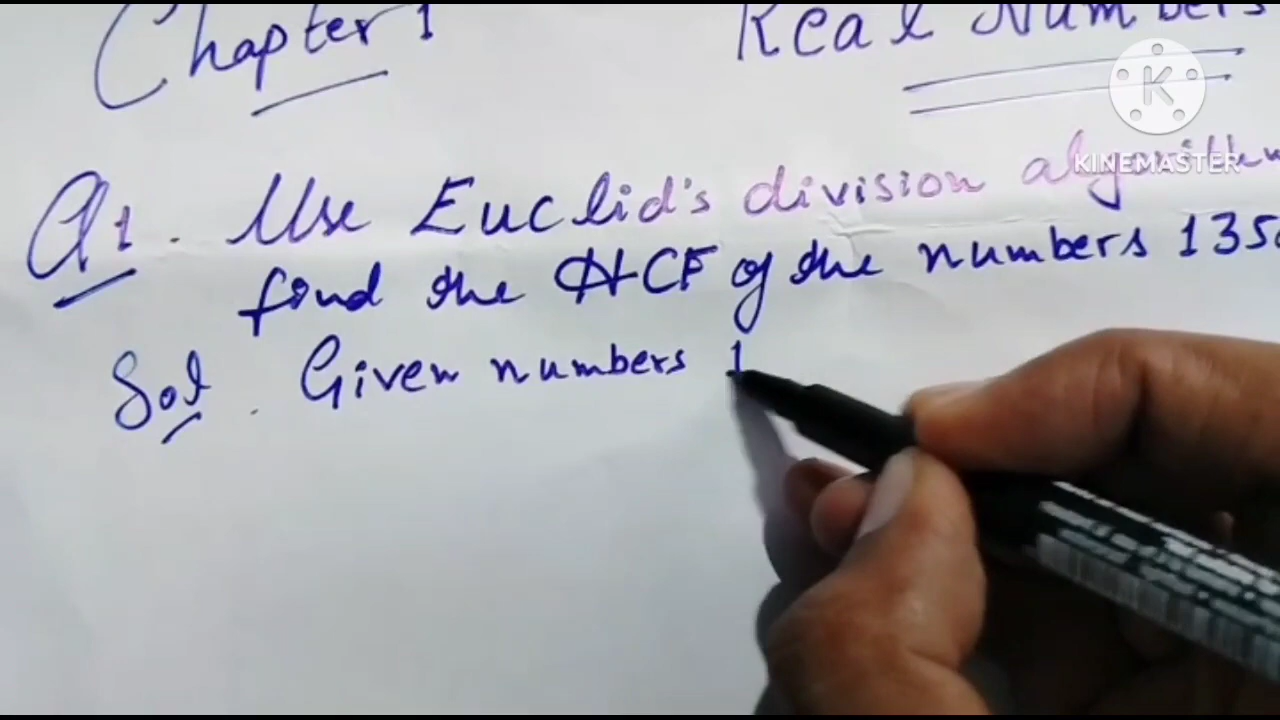 Chapter 1 Real Numbers
K
KINEMASTER
Q1. Use Euclid's division algorithm
find the HCF of the numbers 135
Sol. Given numbers 1